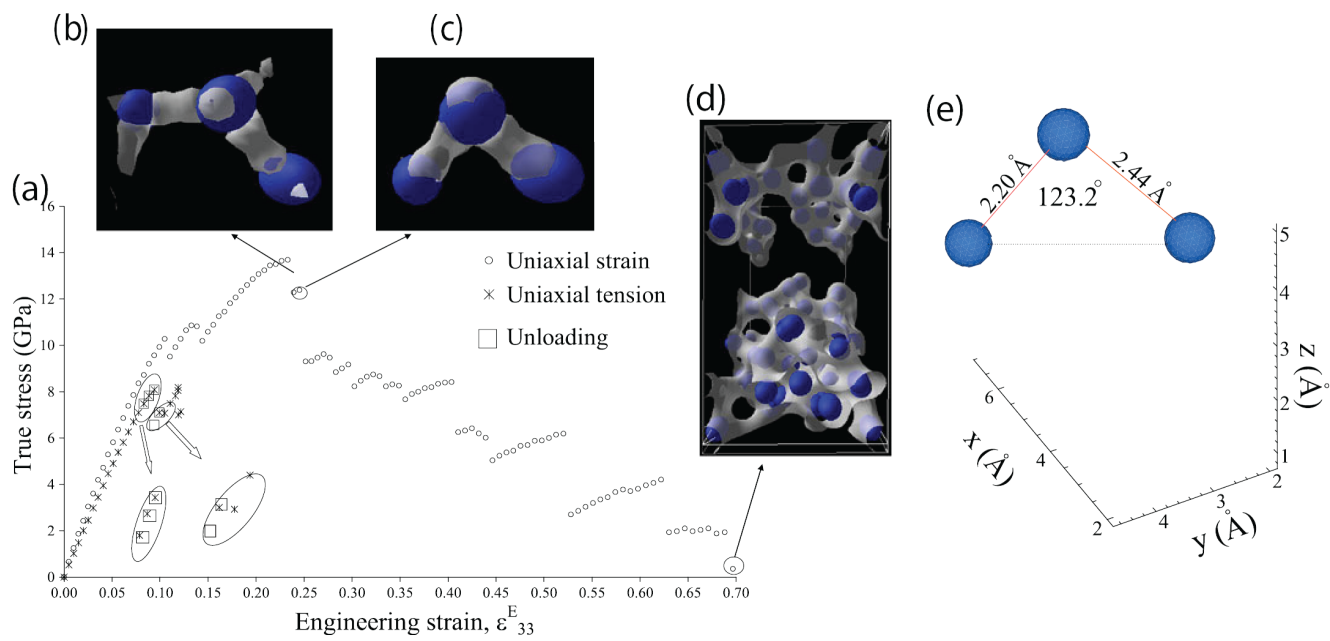 (b)
(c)
(d)
(e)
(a)
True stress (GPa)
16
14
12
10
8
6
4
2
0
0.00 0.05 0.10 0.15 0.20 0.25 0.30 0.35 0.40 0.45 0.50 0.55 0.60 0.65 0.70
Engineering strain, ε^E_33
Uniaxial strain
Uniaxial tension
Unloading
2.20 Å
2.44 Å
123.2°
5
4
3
2
1
z (Å)
6
4
2
x (Å)
4
3
2
y (Å)